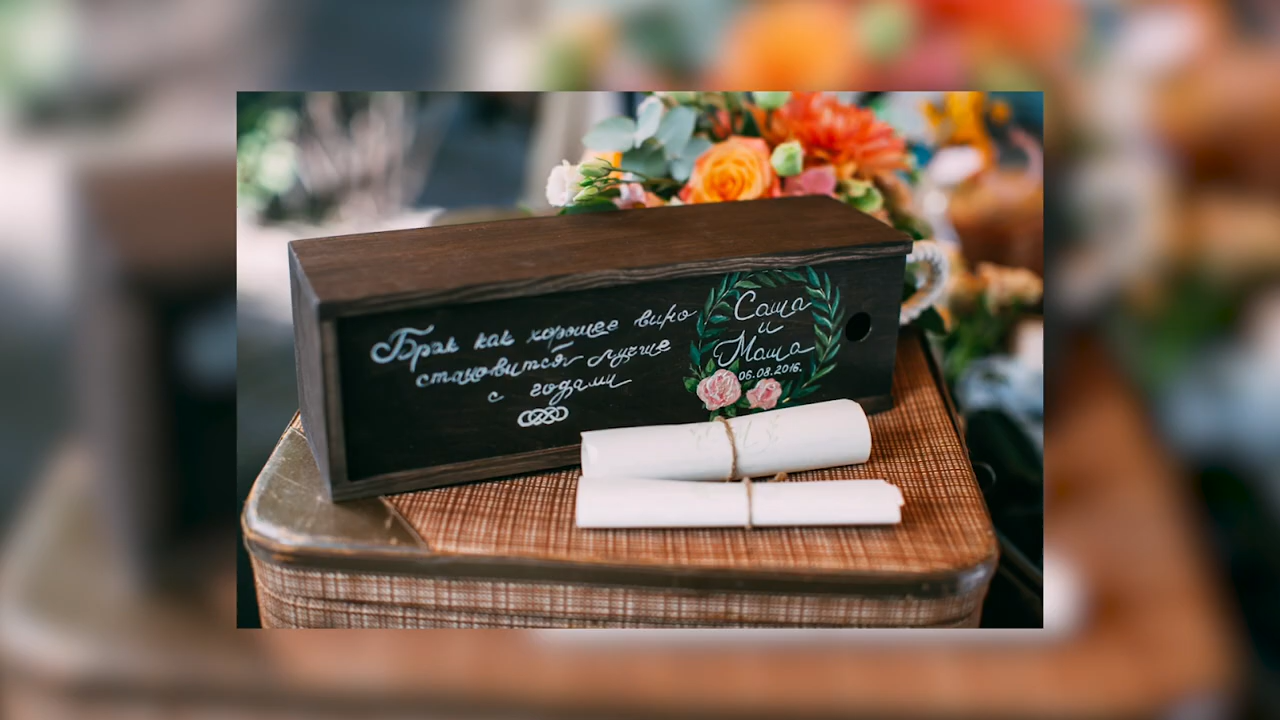 Брак как хорошее вино
становится лучше
с годами
Саша
и
Маша
06.08.2016.